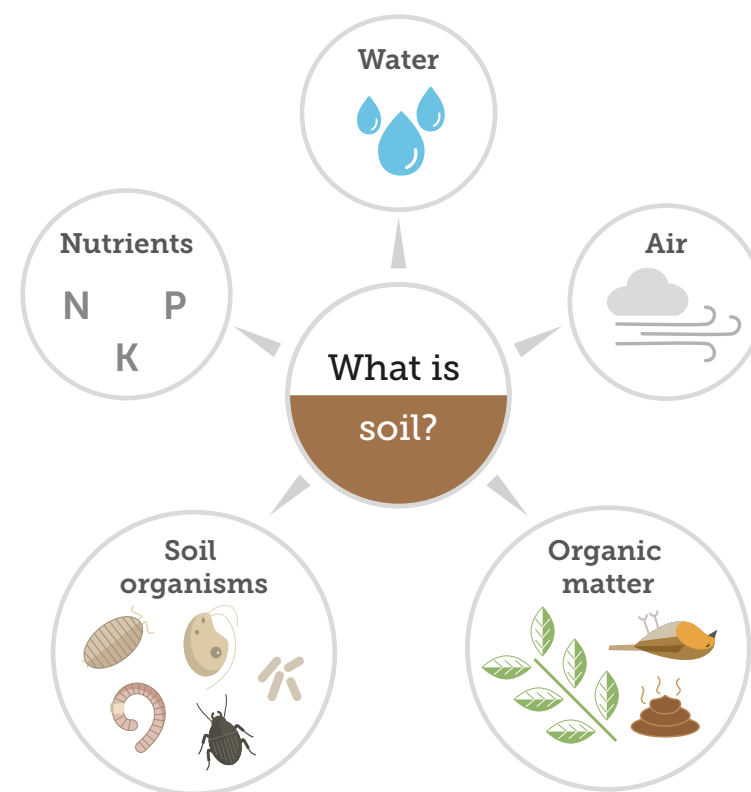 Water
Nutrients
N P
K
Air
What is
soil?
Soil
organisms
Organic
matter